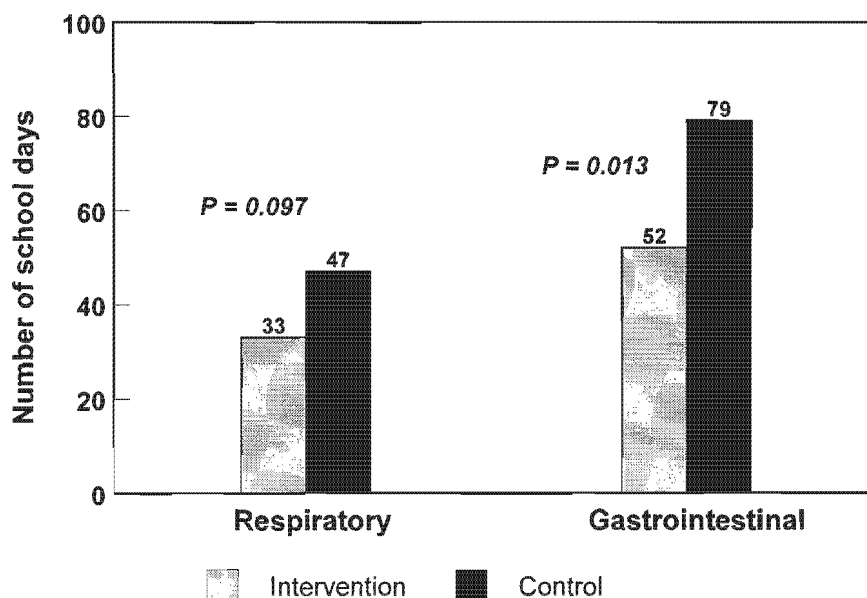 Number of school days
100
80
60
40
20
0
P = 0.097
P = 0.013
33
47
52
79
Respiratory
Gastrointestinal
Intervention
Control